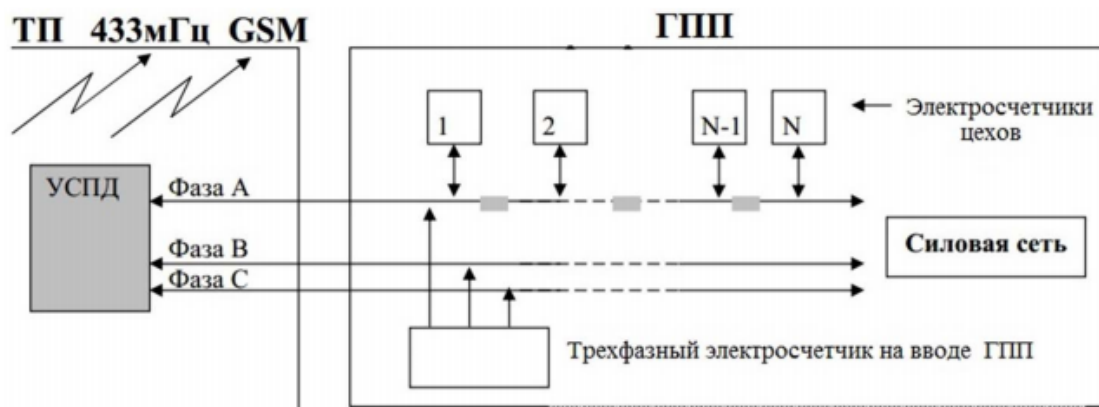 ТП 433мГц GSM
ГПП
1
2
N-1
N
Электросчетчики
цехов
УСПД
Фаза А
Фаза В
Фаза С
Силовая сеть
Трехфазный электросчетчик на вводе ГПП